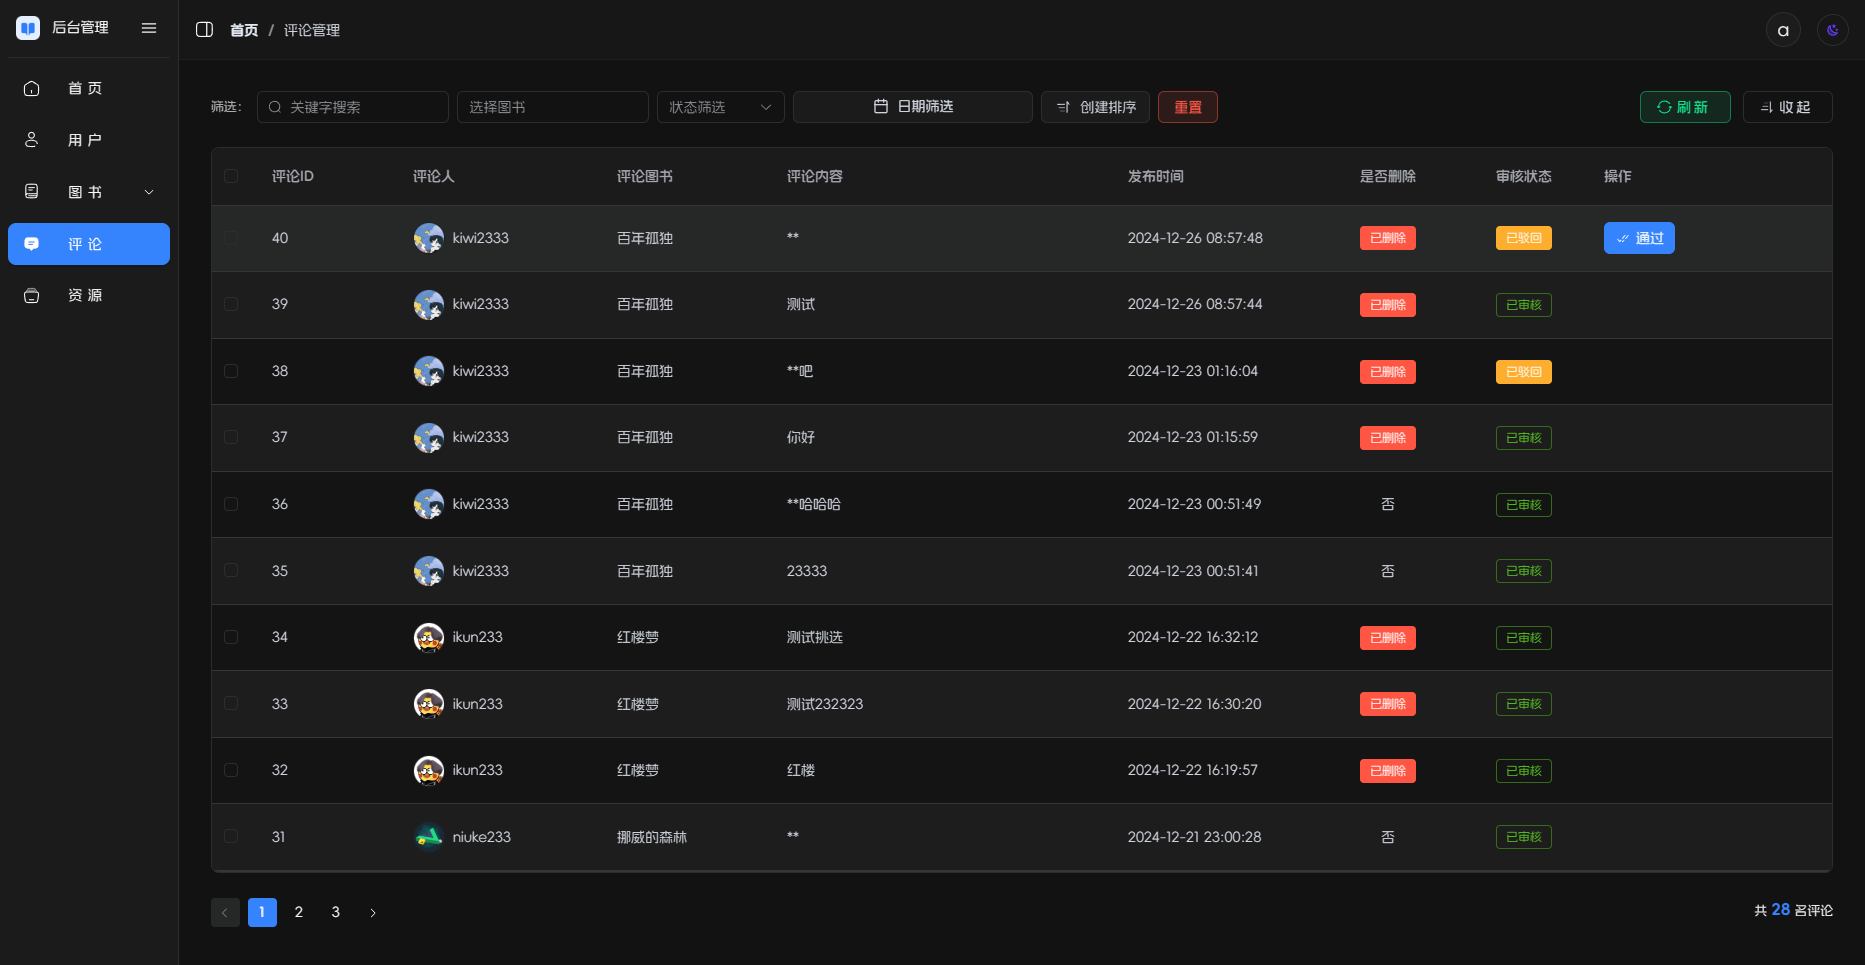 后台管理
首页 / 评论管理
a
首 页
用 户
图 书
评 论
资 源
筛选: 关键字搜索 选择图书 状态筛选 日期筛选 创建排序 重置 刷 新 收 起
评论ID 评论人 评论图书 评论内容 发布时间 是否删除 审核状态 操作
40 kiwi2333 百年孤独 ** 2024-12-26 08:57:48 已删除 已驳回 通过
39 kiwi2333 百年孤独 测试 2024-12-26 08:57:44 已删除 已审核
38 kiwi2333 百年孤独 **吧 2024-12-23 01:16:04 已删除 已驳回
37 kiwi2333 百年孤独 你好 2024-12-23 01:15:59 已删除 已审核
36 kiwi2333 百年孤独 **哈哈哈 2024-12-23 00:51:49 否 已审核
35 kiwi2333 百年孤独 23333 2024-12-23 00:51:41 否 已审核
34 ikun233 红楼梦 测试挑选 2024-12-22 16:32:12 已删除 已审核
33 ikun233 红楼梦 测试232323 2024-12-22 16:30:20 已删除 已审核
32 ikun233 红楼梦 红楼 2024-12-22 16:19:57 已删除 已审核
31 niuke233 挪威的森林 ** 2024-12-21 23:00:28 否 已审核
1 2 3
共 28 名评论